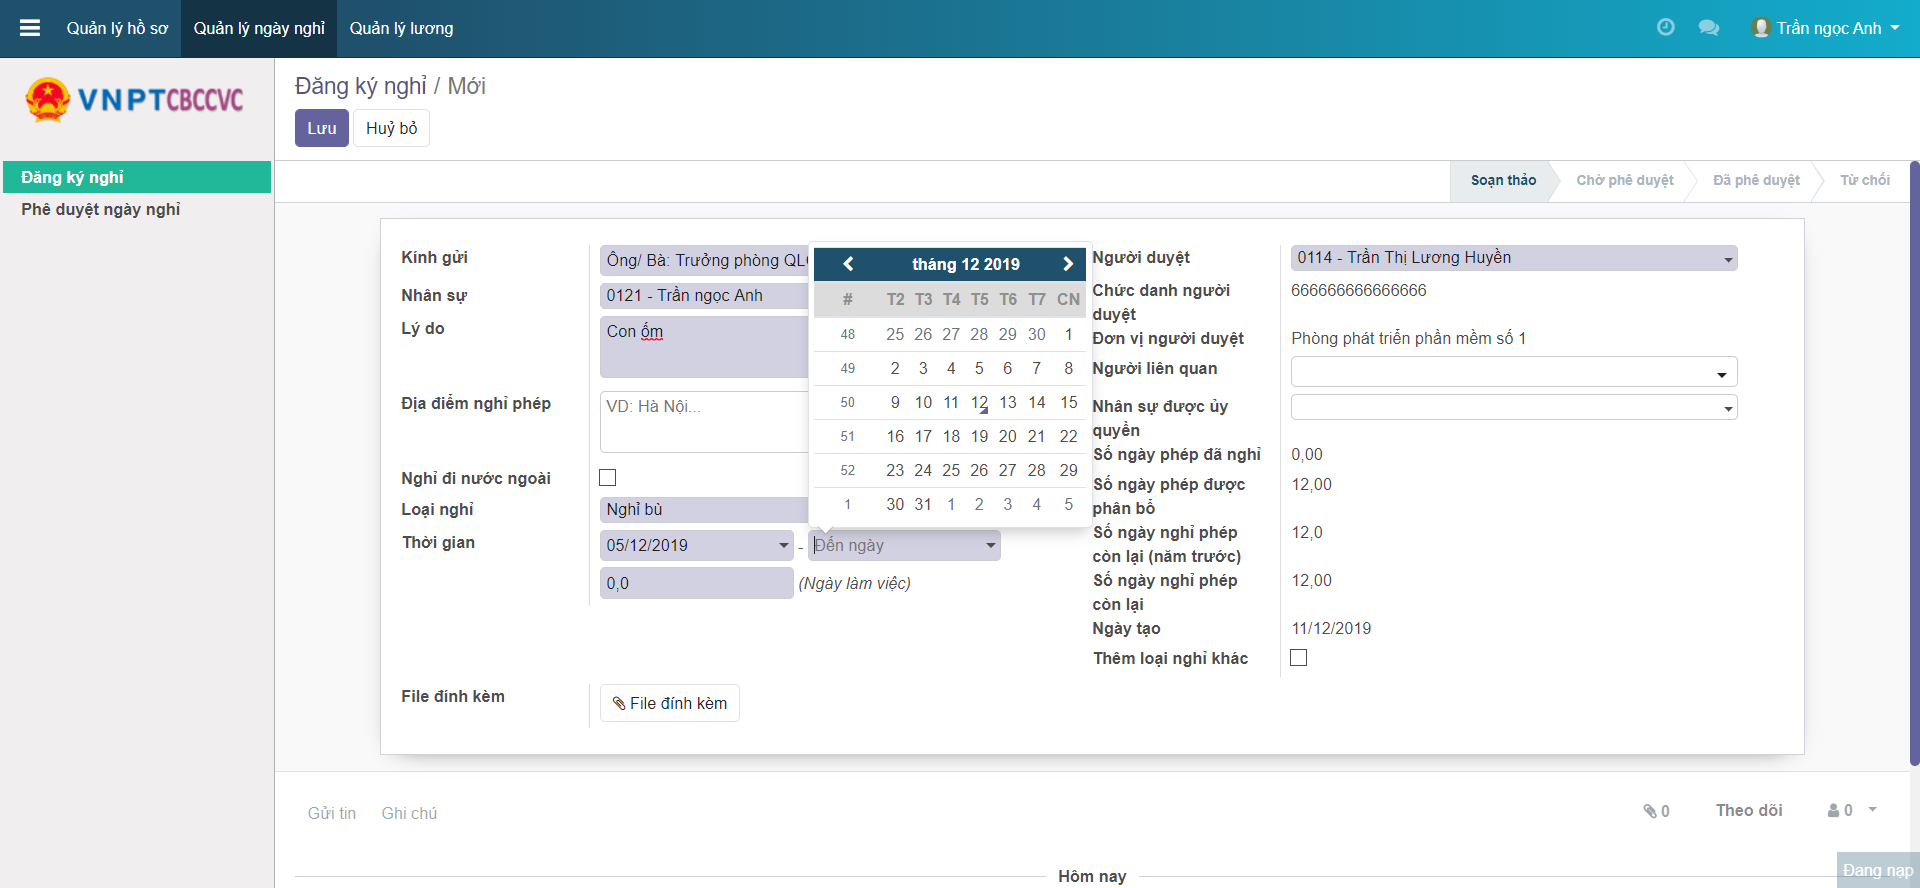 Quản lý hồ sơ
Quản lý ngày nghỉ
Quản lý lương
Trần ngọc Anh
VNPTCBCCVC
Đăng ký nghỉ
Phê duyệt ngày nghỉ
Đăng ký nghỉ / Mới
Lưu
Huỷ bỏ
Soạn thảo
Chờ phê duyệt
Đã phê duyệt
Từ chối
Kính gửi
Ông/ Bà: Trưởng phòng QL
Nhân sự
0121 - Trần ngọc Anh
Lý do
Con ốm
Địa điểm nghỉ phép
VD: Hà Nội...
Nghỉ đi nước ngoài
Loại nghỉ
Nghỉ bù
Thời gian
05/12/2019
-
Đến ngày
0,0
(Ngày làm việc)
File đính kèm
File đính kèm
tháng 12 2019
# T2 T3 T4 T5 T6 T7 CN
48 25 26 27 28 29 30 1
49 2 3 4 5 6 7 8
50 9 10 11 12 13 14 15
51 16 17 18 19 20 21 22
52 23 24 25 26 27 28 29
1 30 31 1 2 3 4 5
Người duyệt
0114 - Trần Thị Lương Huyền
Chức danh người
duyệt
666666666666666
Đơn vị người duyệt
Phòng phát triển phần mềm số 1
Người liên quan
Nhân sự được ủy
quyền
Số ngày phép đã nghỉ
0,00
Số ngày phép được
phân bổ
12,00
Số ngày nghỉ phép
còn lại (năm trước)
12,0
Số ngày nghỉ phép
còn lại
12,00
Ngày tạo
11/12/2019
Thêm loại nghỉ khác
Gửi tin
Ghi chú
0
Theo dõi
0
Hôm nay
Đang nạp